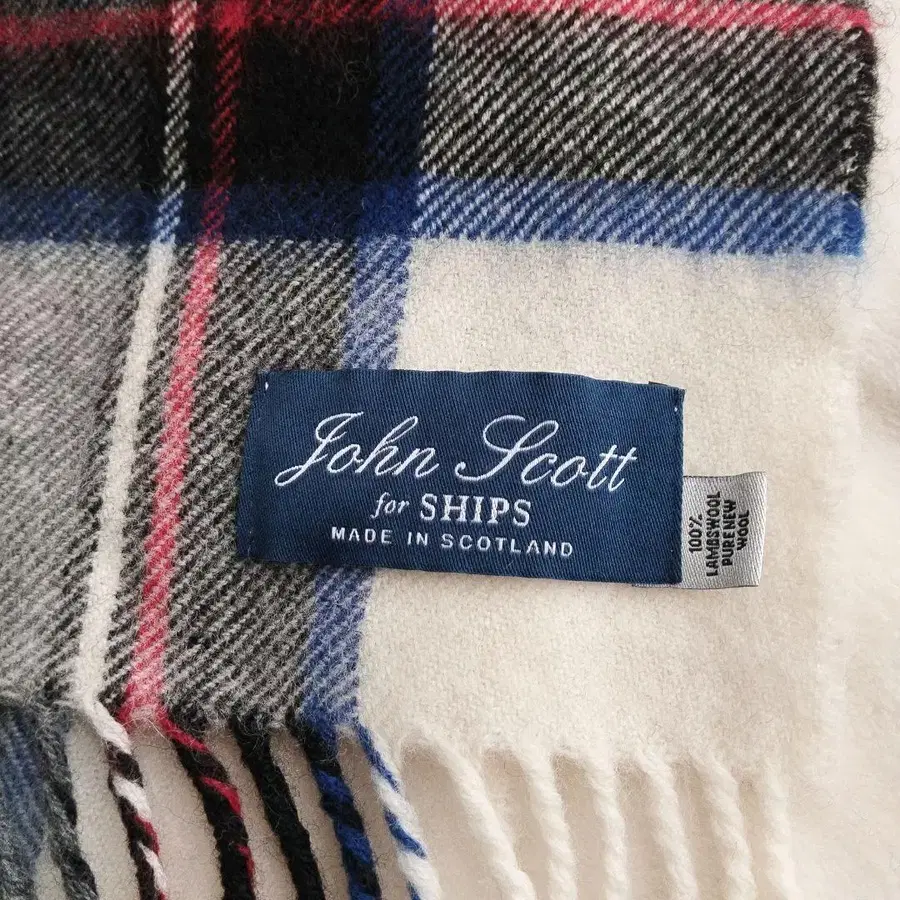 John Scott
for SHIPS
MADE IN SCOTLAND
100%
LAMBSWOOL
PURE NEW
WOOL